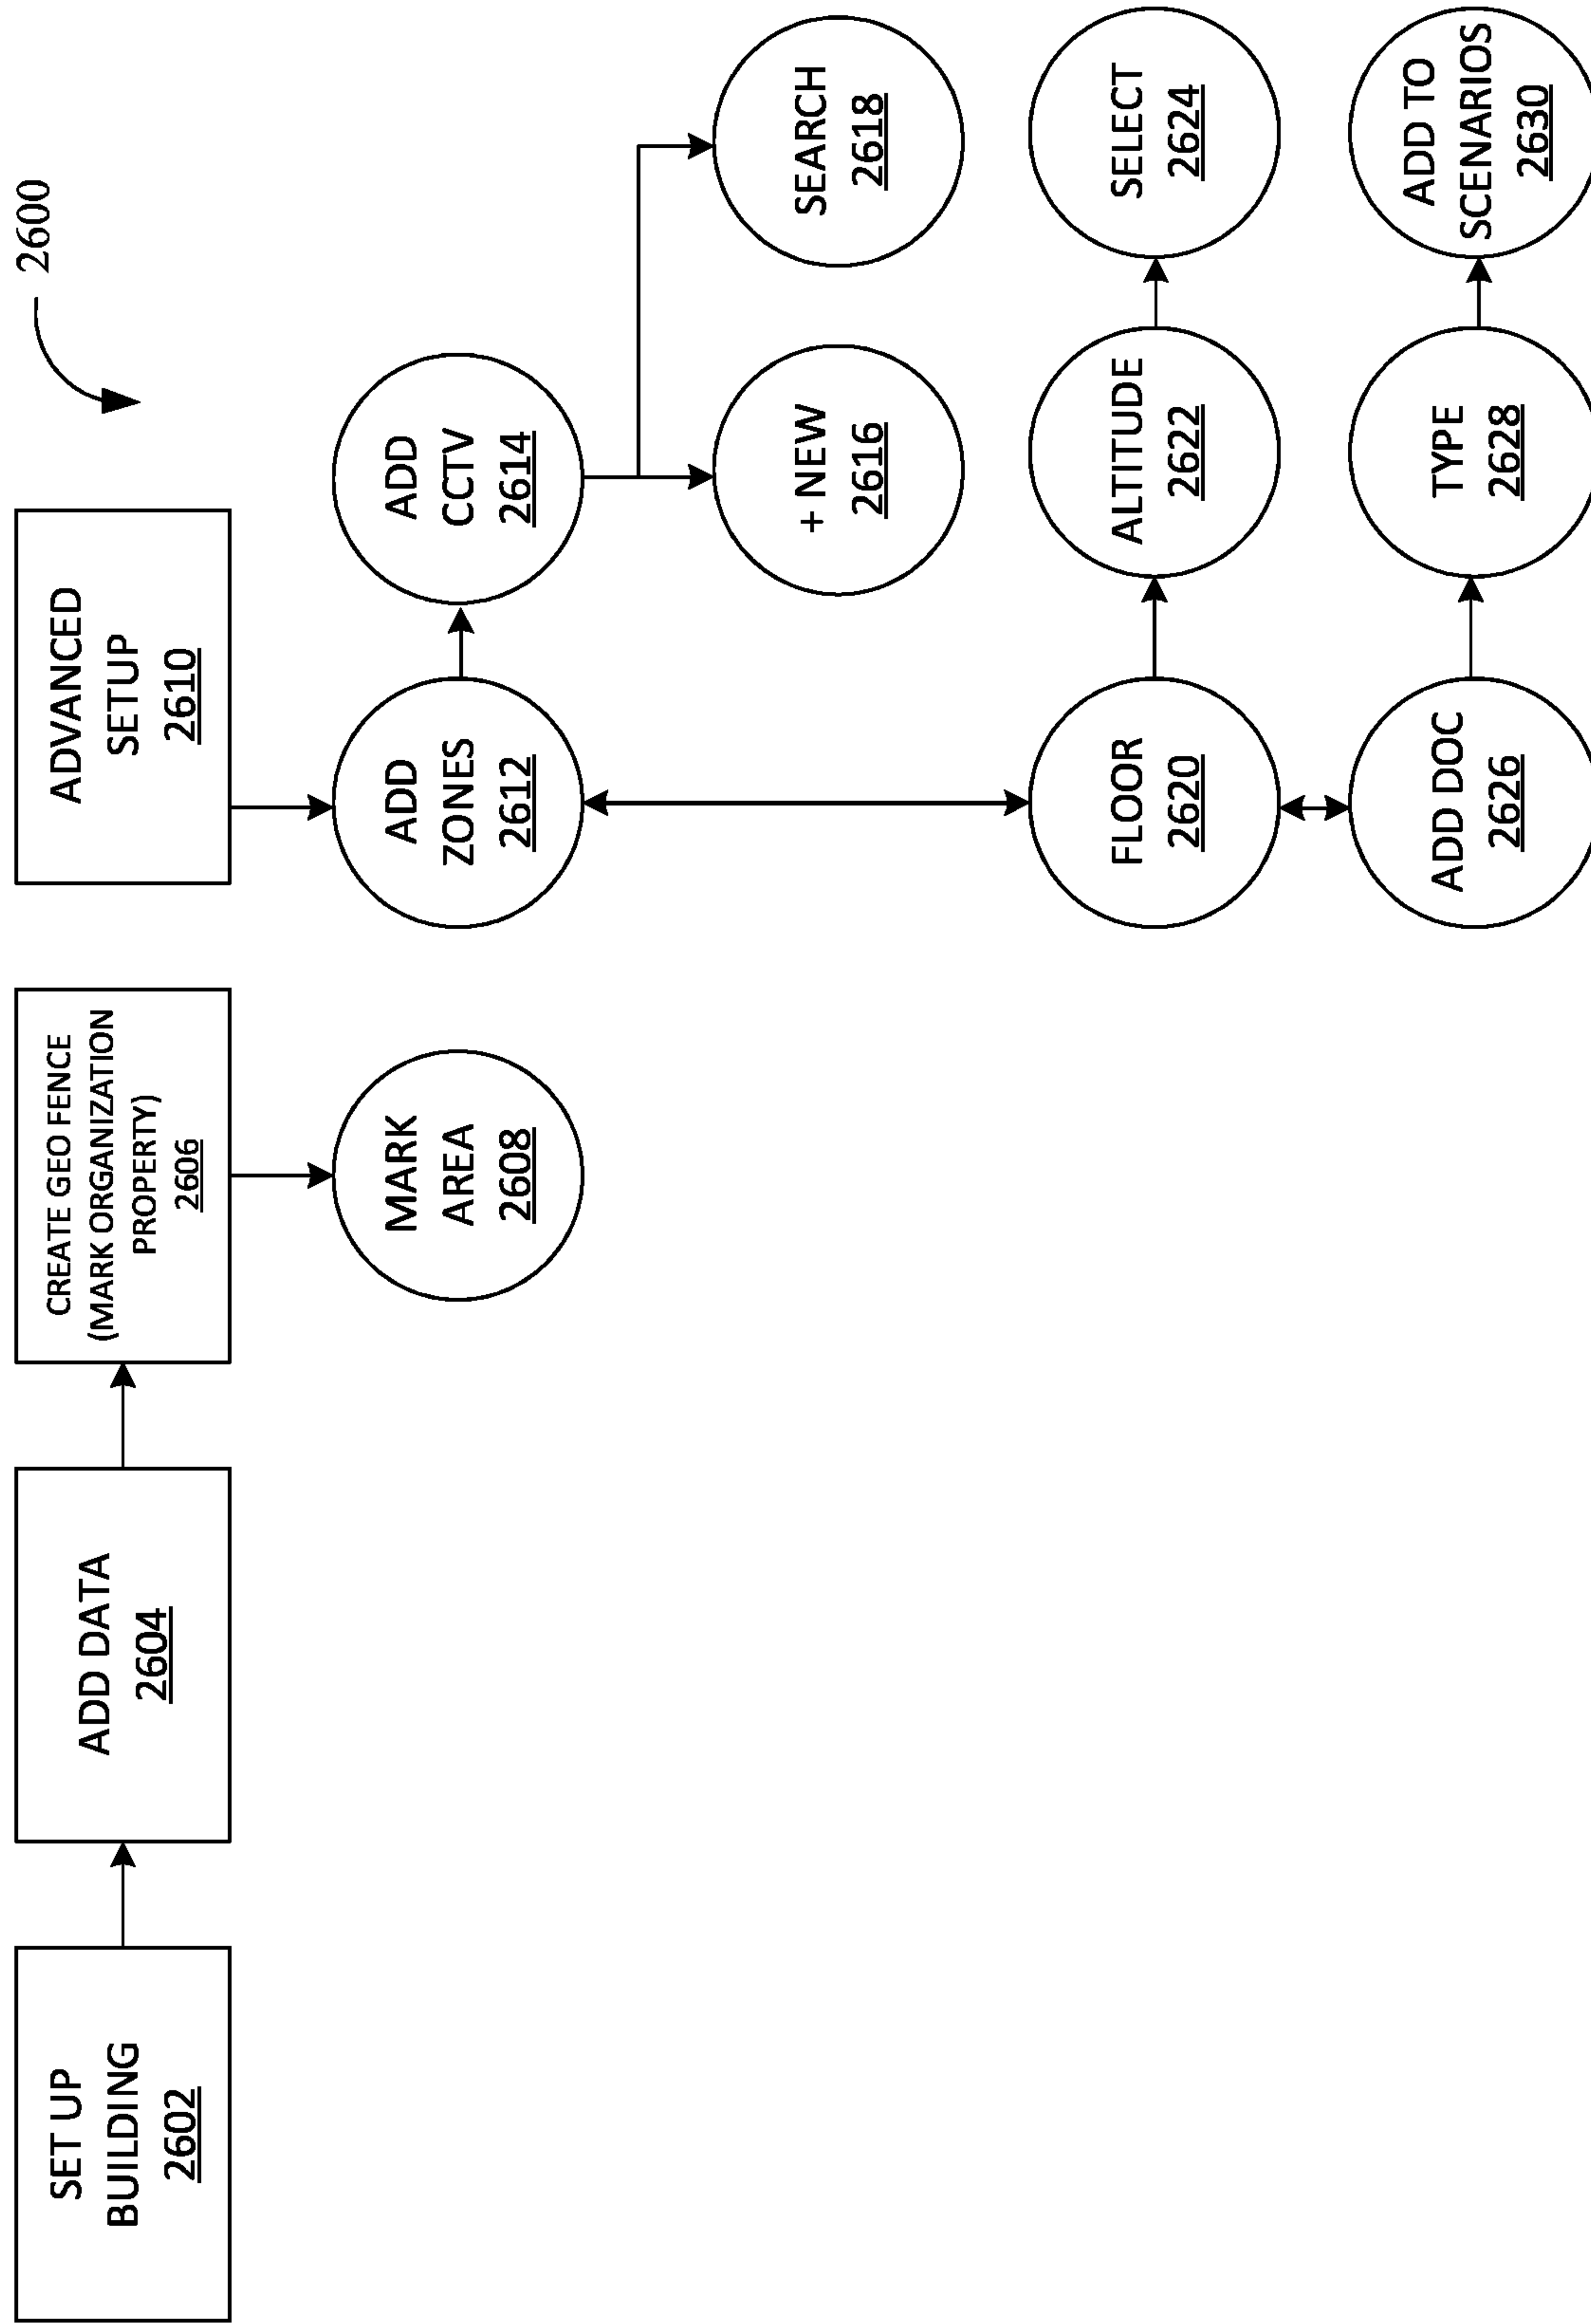 2600
SET UP
BUILDING
2602
ADD DATA
2604
CREATE GEO FENCE
(MARK ORGANIZATION
PROPERTY)
2606
ADVANCED
SETUP
2610
MARK
AREA
2608
ADD
ZONES
2612
ADD
CCTV
2614
+ NEW
2616
SEARCH
2618
FLOOR
2620
ALTITUDE
2622
SELECT
2624
ADD DOC
2626
TYPE
2628
ADD TO
SCENARIOS
2630